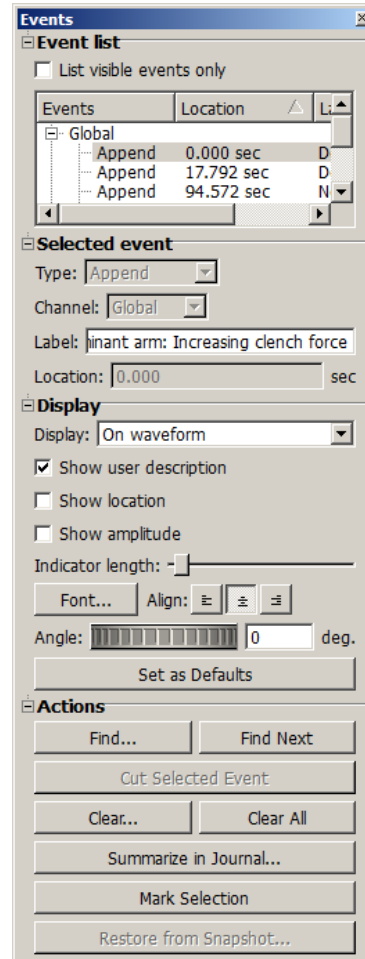 Events
Event list
List visible events only
Events Location
Global
Append 0.000 sec D
Append 17.792 sec D
Append 94.572 sec N
Selected event
Type: Append
Channel: Global
Label: inant arm: Increasing clench force
Location: 0.000 sec
Display
Display: On waveform
Show user description
Show location
Show amplitude
Indicator length:
Font... Align:
Angle: 0 deg.
Set as Defaults
Actions
Find... Find Next
Cut Selected Event
Clear... Clear All
Summarize in Journal...
Mark Selection
Restore from Snapshot...